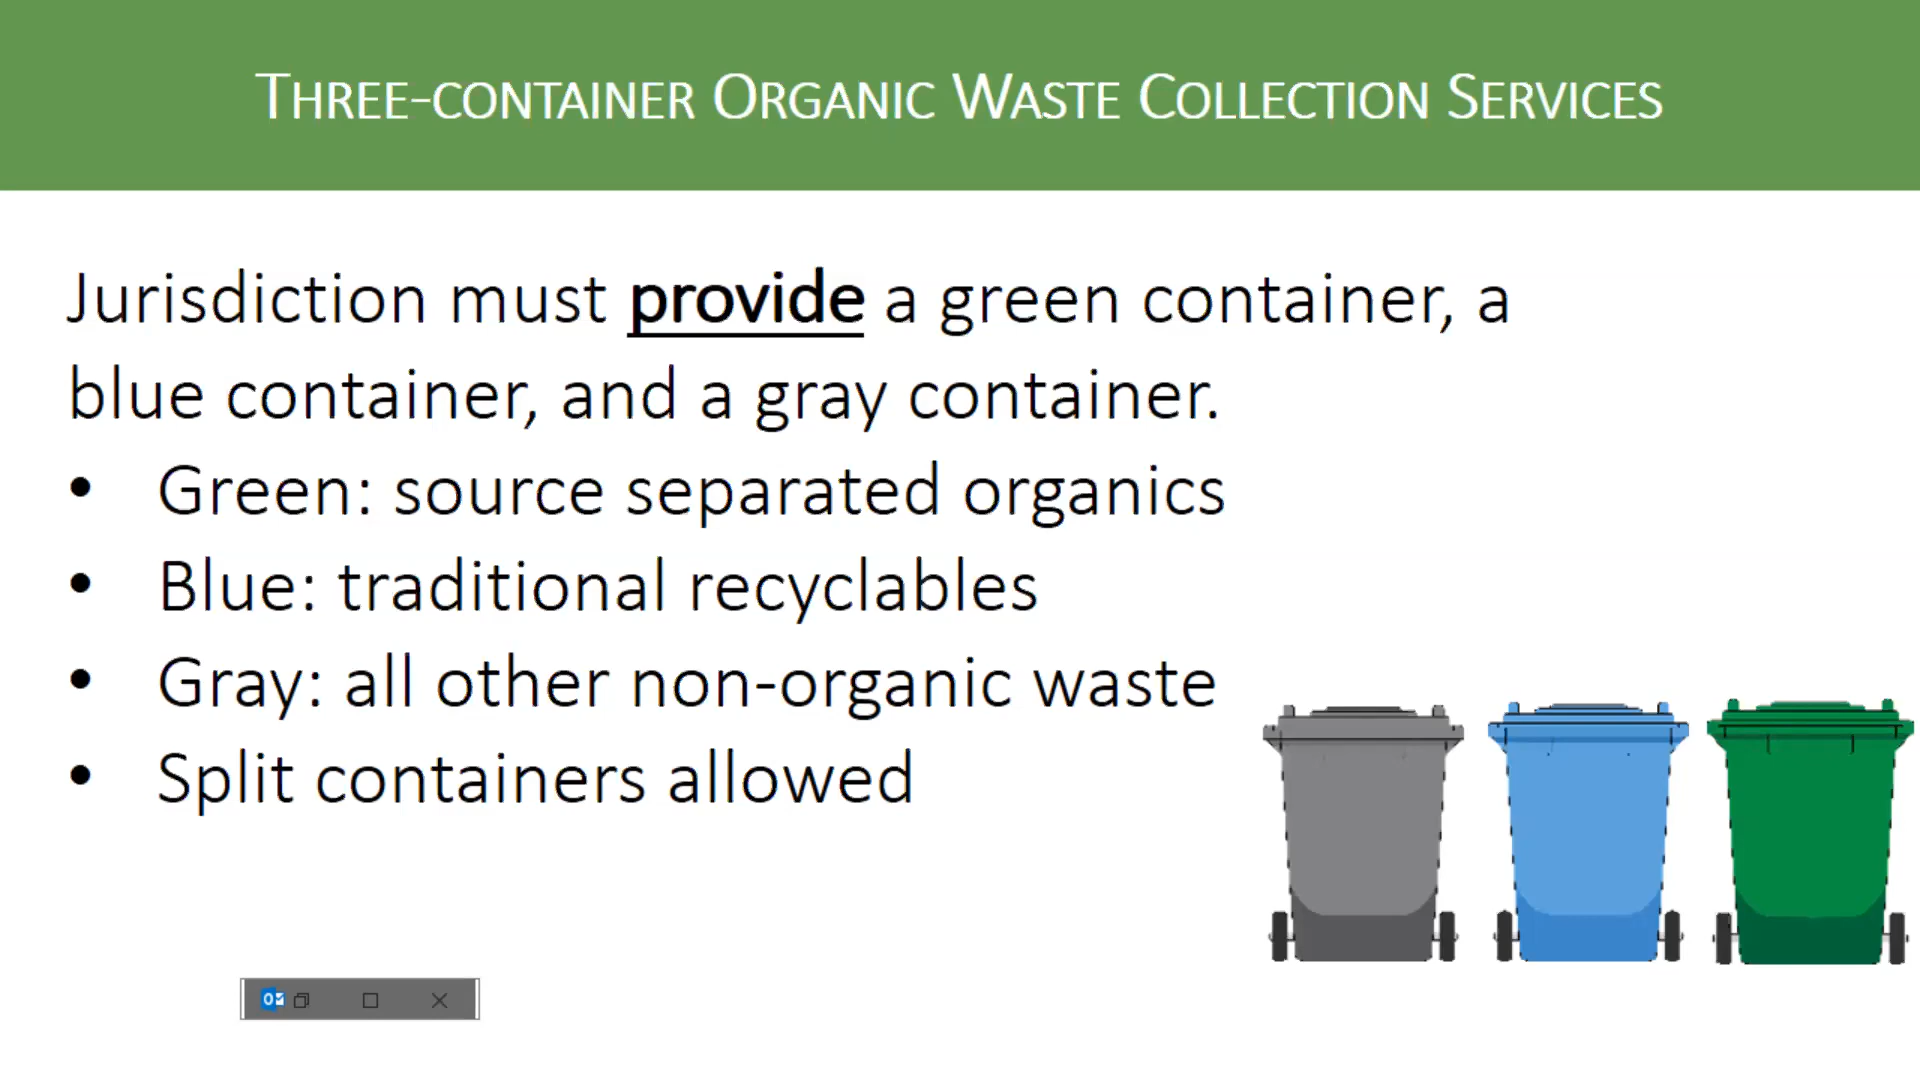 THREE-CONTAINER ORGANIC WASTE COLLECTION SERVICES
Jurisdiction must provide a green container, a
blue container, and a gray container.
• Green: source separated organics
• Blue: traditional recyclables
• Gray: all other non-organic waste
• Split containers allowed